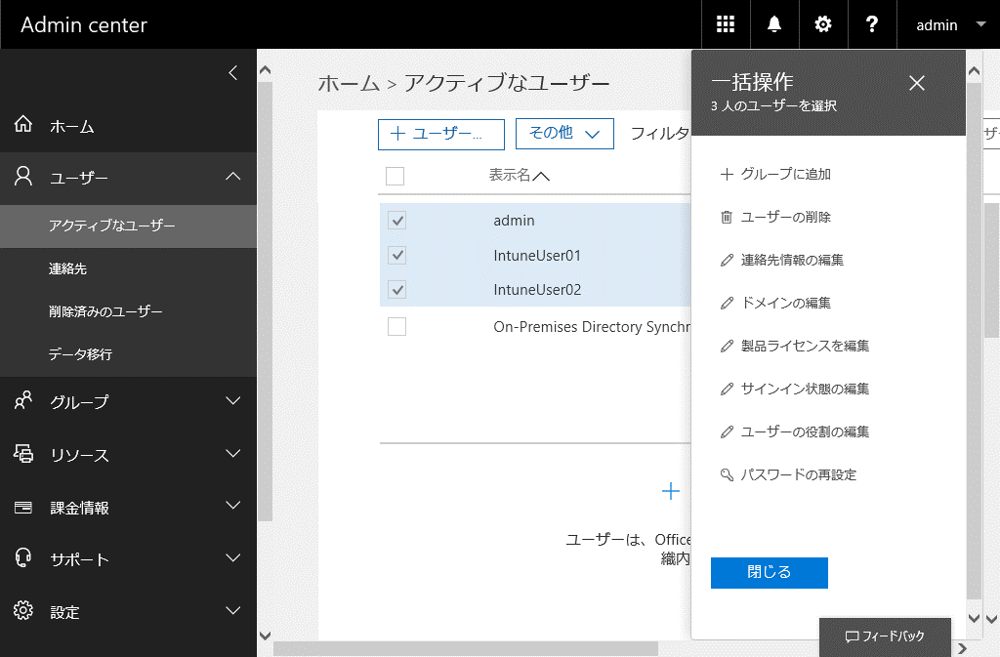 Admin center
?
admin
ホーム
ユーザー
アクティブなユーザー
連絡先
削除済みのユーザー
データ移行
グループ
リソース
課金情報
サポート
設定
ホーム > アクティブなユーザー
ユーザー...
その他
フィルタ
ザー
表示名
admin
IntuneUser01
IntuneUser02
On-Premises Directory Synchr
ユーザーは、Office
織内
一括操作
3 人のユーザーを選択
グループに追加
ユーザーの削除
連絡先情報の編集
ドメインの編集
製品ライセンスを編集
サインイン状態の編集
ユーザーの役割の編集
パスワードの再設定
閉じる
フィードバック